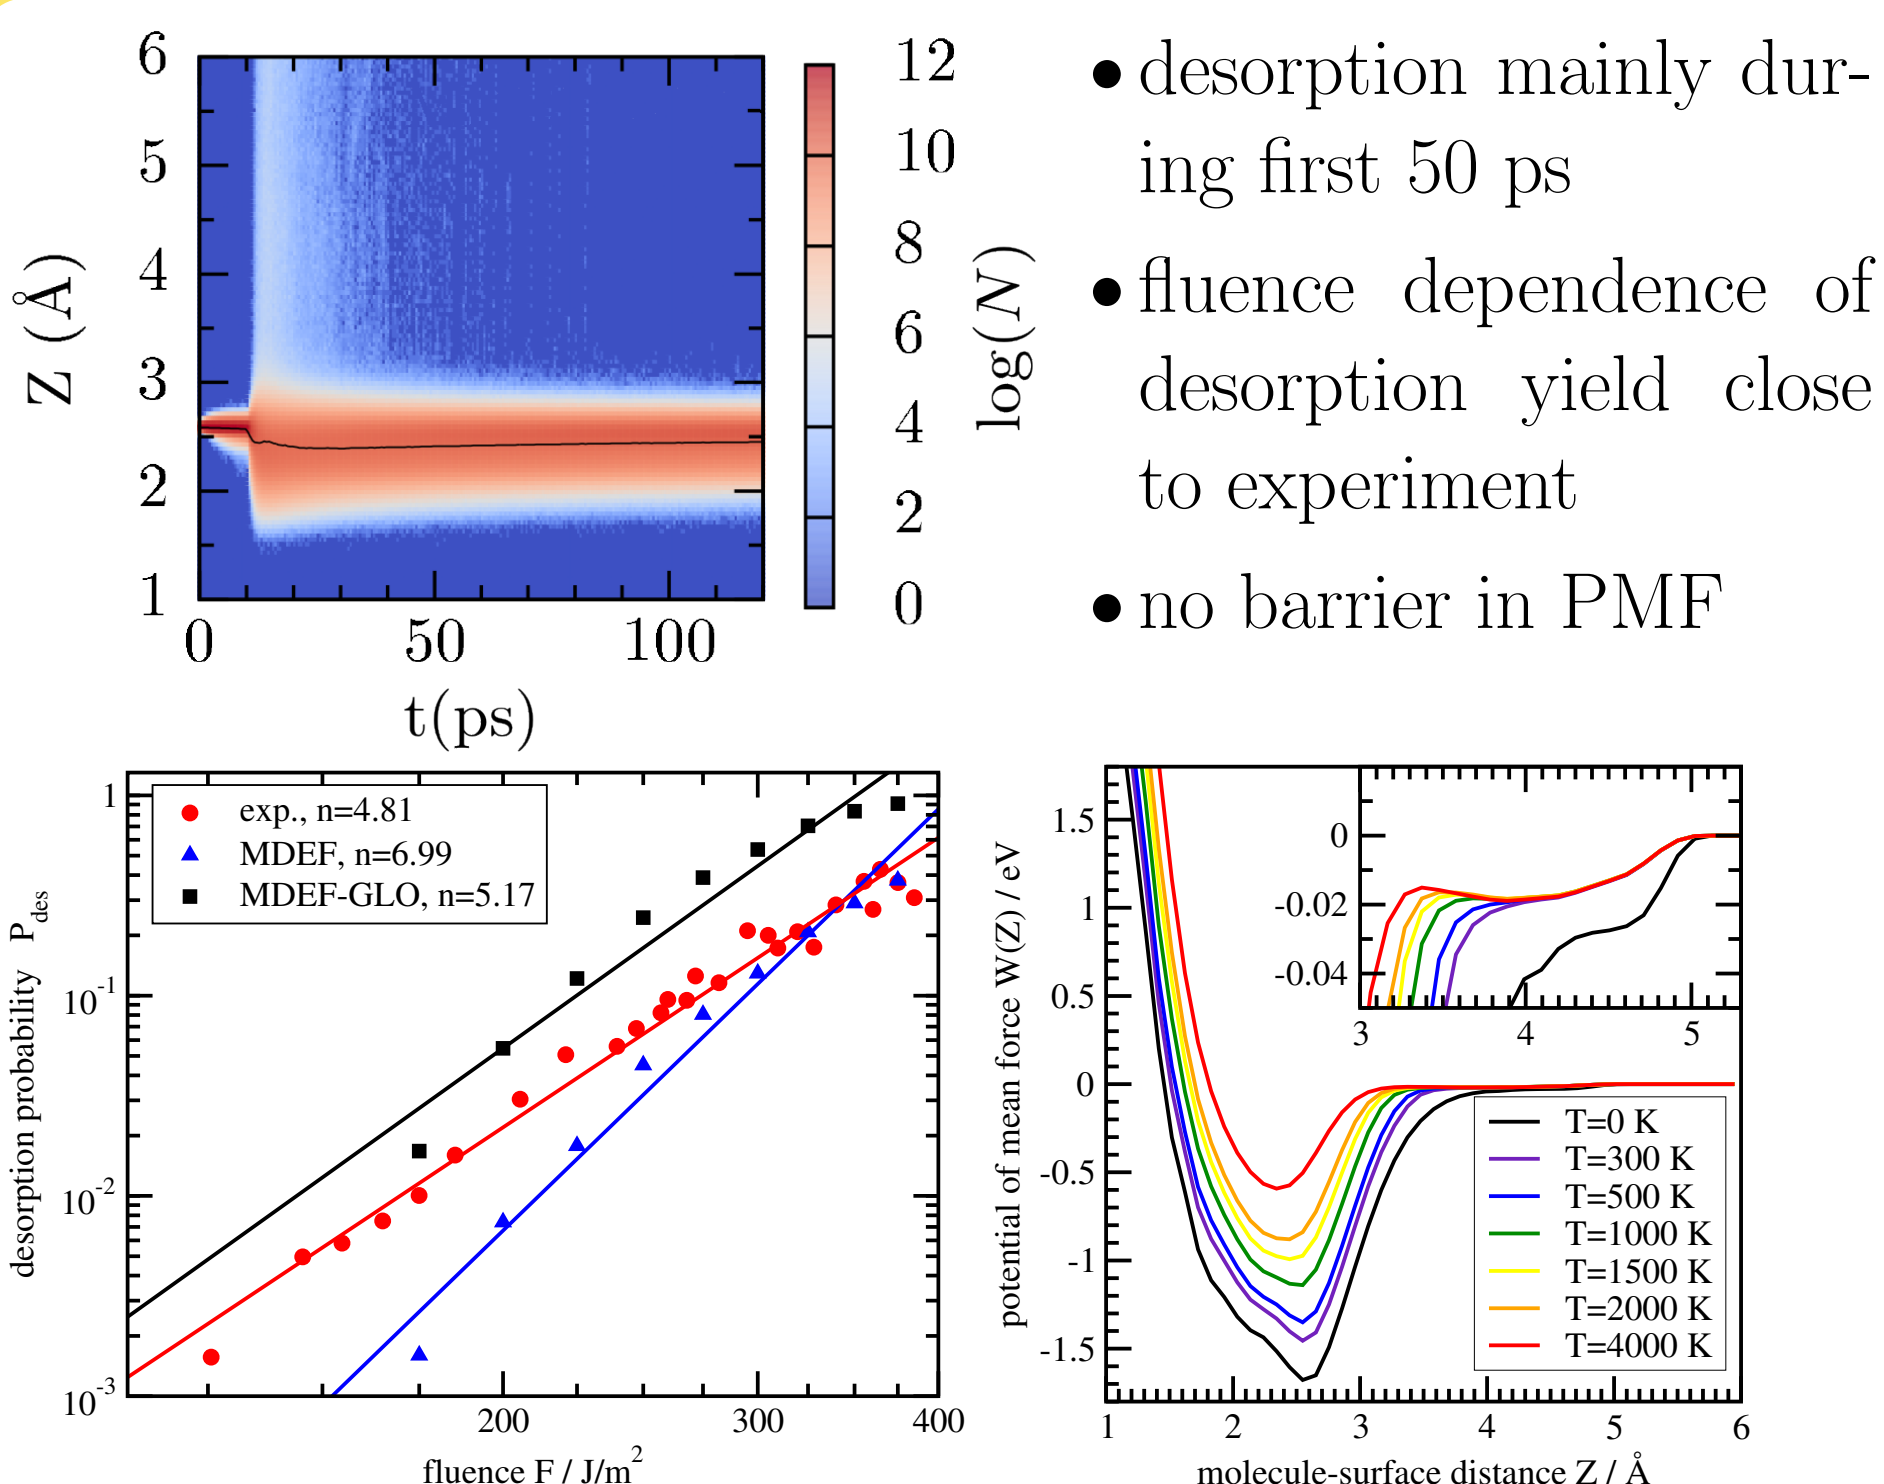 6
5
4
3
2
1
Z (Å)
0 50 100
t(ps)
12
10
8
6
4
2
0
log(N)
• desorption mainly dur-
ing first 50 ps
• fluence dependence of
desorption yield close
to experiment
• no barrier in PMF
1
10-1
10-2
10-3
desorption probability Pdes
exp., n=4.81
MDEF, n=6.99
MDEF-GLO, n=5.17
200 300 400
fluence F / J/m2
1.5
1
0.5
0
-0.5
-1
-1.5
potential of mean force W(Z) / eV
0
-0.02
-0.04
3 4 5
T=0 K
T=300 K
T=500 K
T=1000 K
T=1500 K
T=2000 K
T=4000 K
1 2 3 4 5 6
molecule-surface distance Z / Å